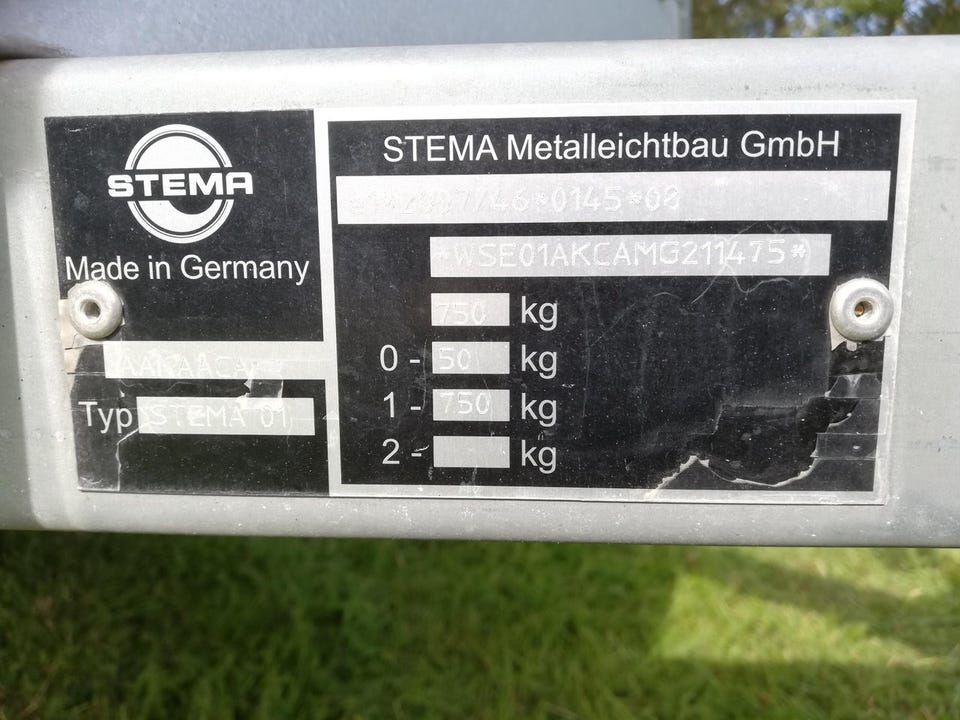 STEMA
Made in Germany
AAKAACA
Typ STEMA 01
STEMA Metalleichtbau GmbH
*0145*08
*WSE01AKCAMG211475*
750 kg
0 - 50 kg
1 - 750 kg
2 - kg